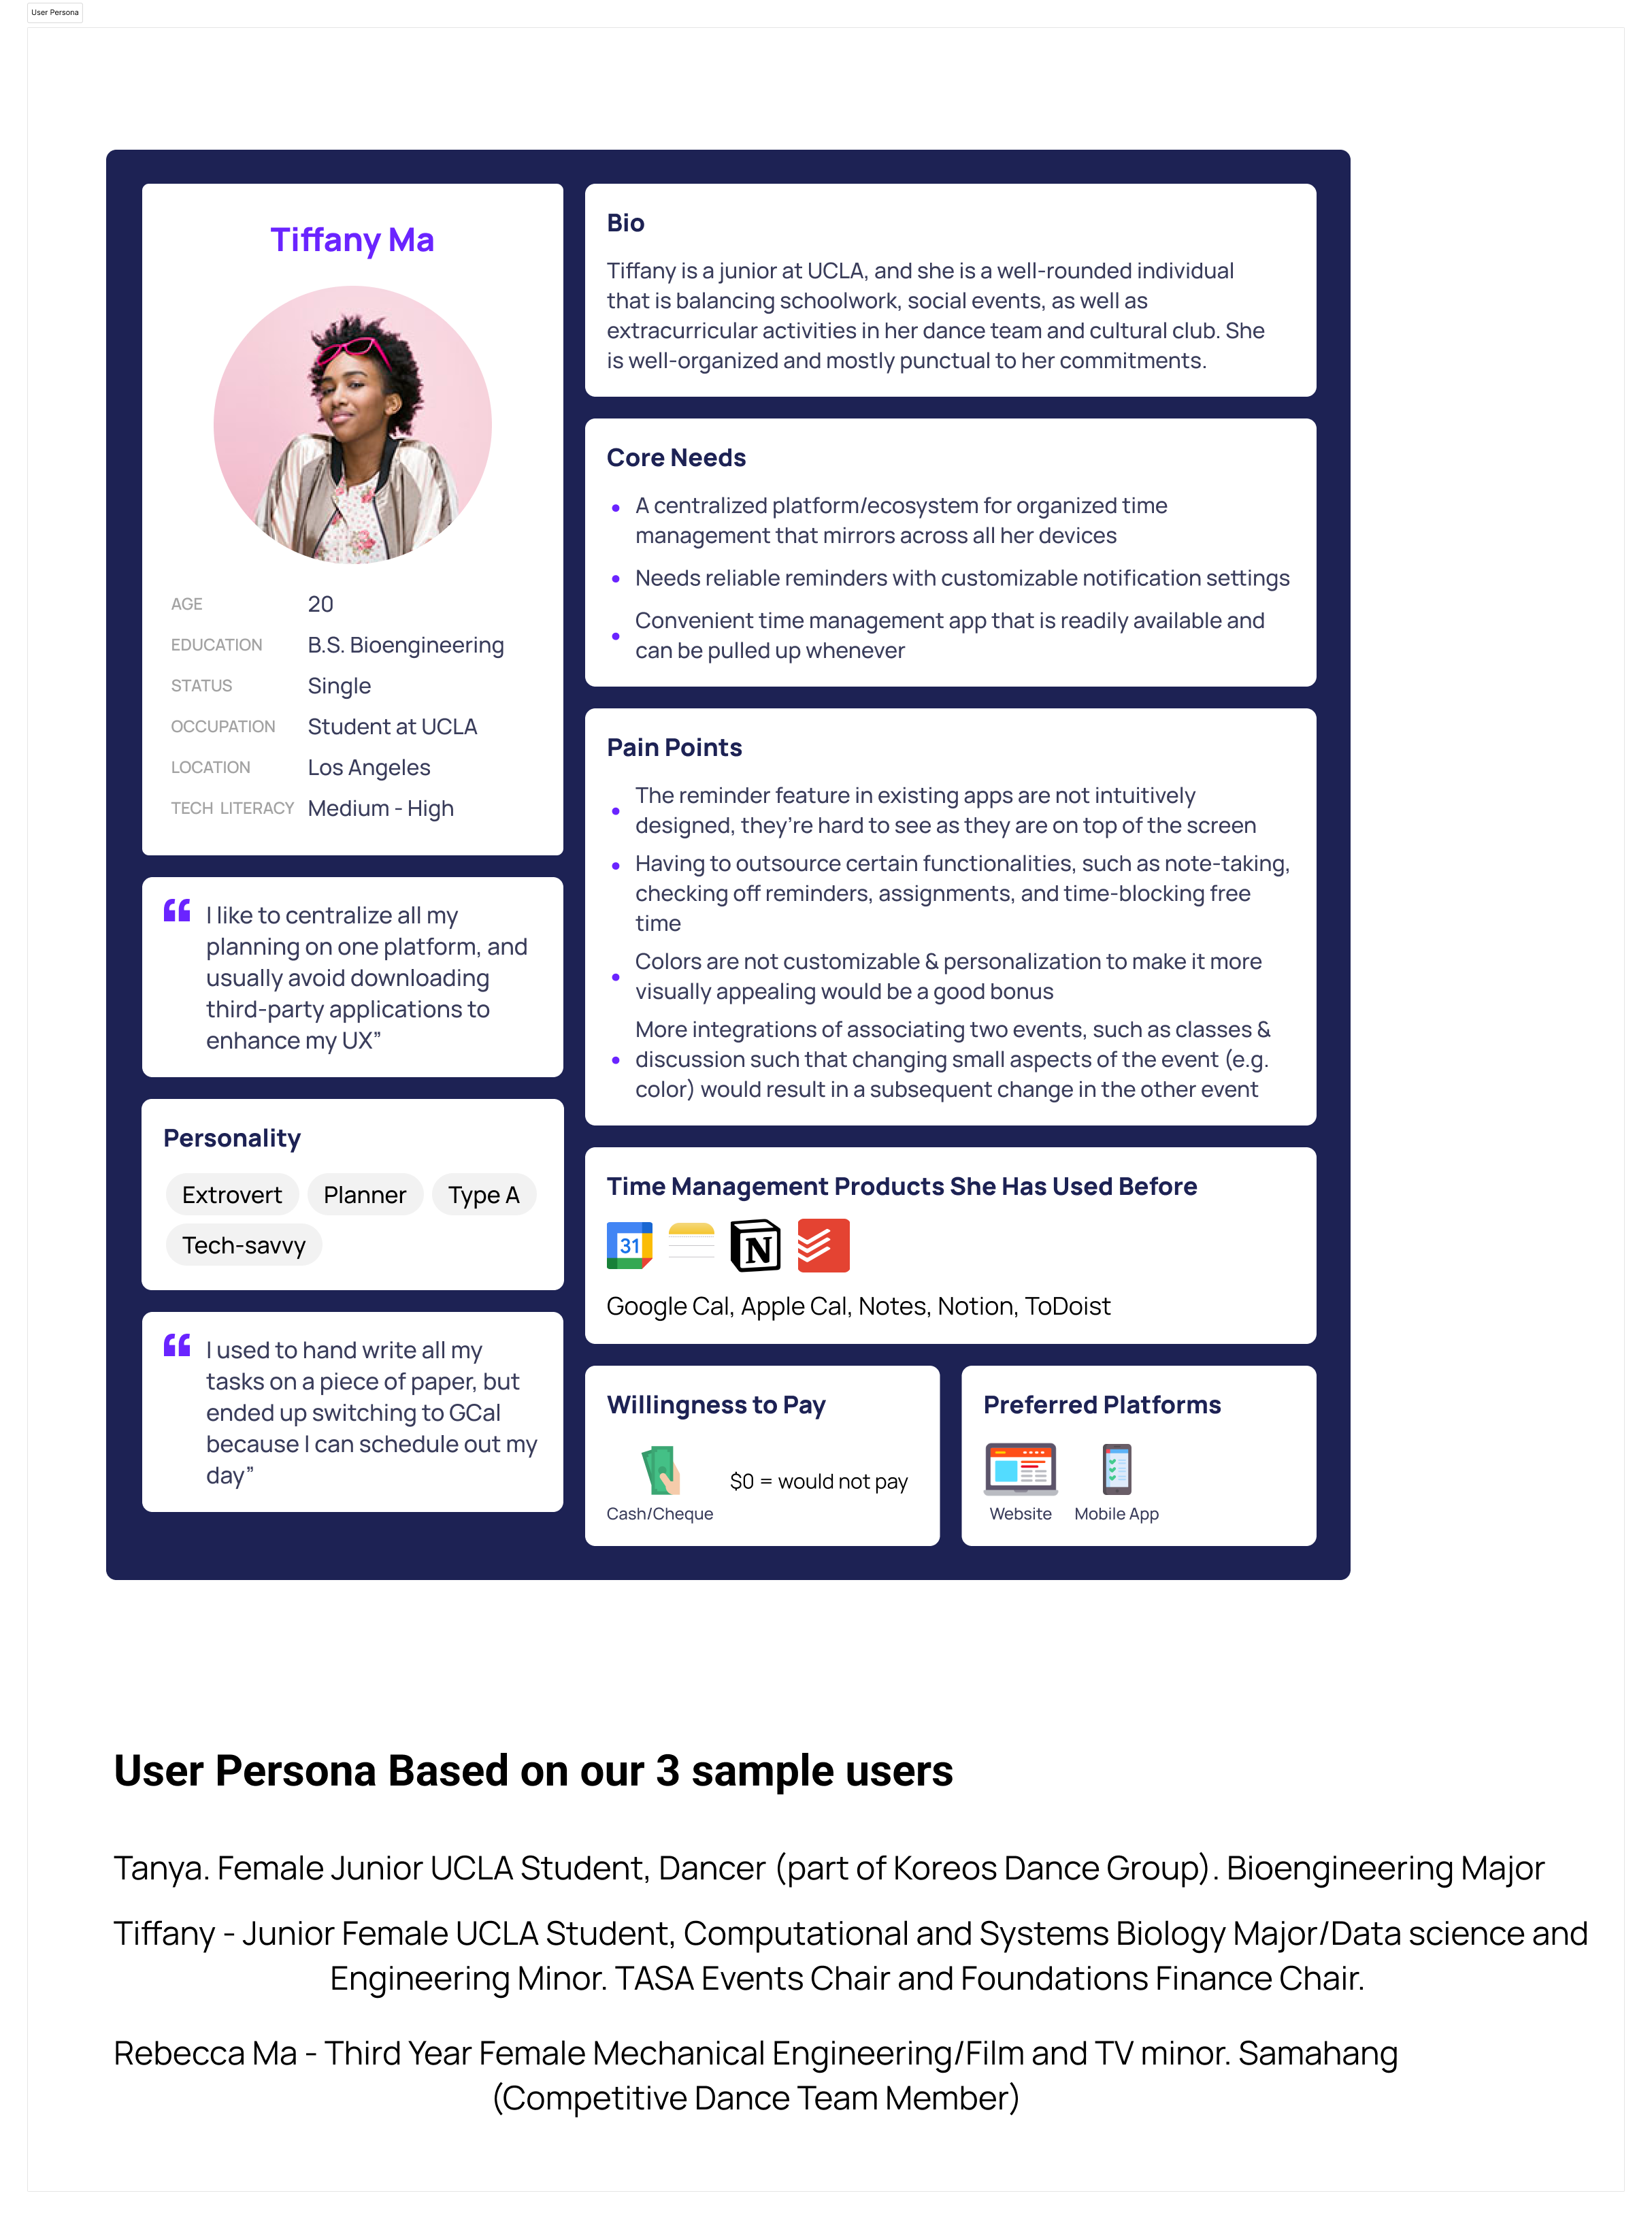 User Persona
Tiffany Ma
AGE 20
EDUCATION B.S. Bioengineering
STATUS Single
OCCUPATION Student at UCLA
LOCATION Los Angeles
TECH LITERACY Medium - High
“ I like to centralize all my
planning on one platform, and
usually avoid downloading
third-party applications to
enhance my UX”
Personality
Extrovert Planner Type A
Tech-savvy
“ I used to hand write all my
tasks on a piece of paper, but
ended up switching to GCal
because I can schedule out my
day”
Bio
Tiffany is a junior at UCLA, and she is a well-rounded individual
that is balancing schoolwork, social events, as well as
extracurricular activities in her dance team and cultural club. She
is well-organized and mostly punctual to her commitments.
Core Needs
• A centralized platform/ecosystem for organized time
management that mirrors across all her devices
• Needs reliable reminders with customizable notification settings
• Convenient time management app that is readily available and
can be pulled up whenever
Pain Points
• The reminder feature in existing apps are not intuitively
designed, they’re hard to see as they are on top of the screen
• Having to outsource certain functionalities, such as note-taking,
checking off reminders, assignments, and time-blocking free
time
• Colors are not customizable & personalization to make it more
visually appealing would be a good bonus
• More integrations of associating two events, such as classes &
discussion such that changing small aspects of the event (e.g.
color) would result in a subsequent change in the other event
Time Management Products She Has Used Before
31 N
Google Cal, Apple Cal, Notes, Notion, ToDoist
Willingness to Pay
$0 = would not pay
Cash/Cheque
Preferred Platforms
Website Mobile App
User Persona Based on our 3 sample users
Tanya. Female Junior UCLA Student, Dancer (part of Koreos Dance Group). Bioengineering Major
Tiffany - Junior Female UCLA Student, Computational and Systems Biology Major/Data science and
Engineering Minor. TASA Events Chair and Foundations Finance Chair.
Rebecca Ma - Third Year Female Mechanical Engineering/Film and TV minor. Samahang
(Competitive Dance Team Member)